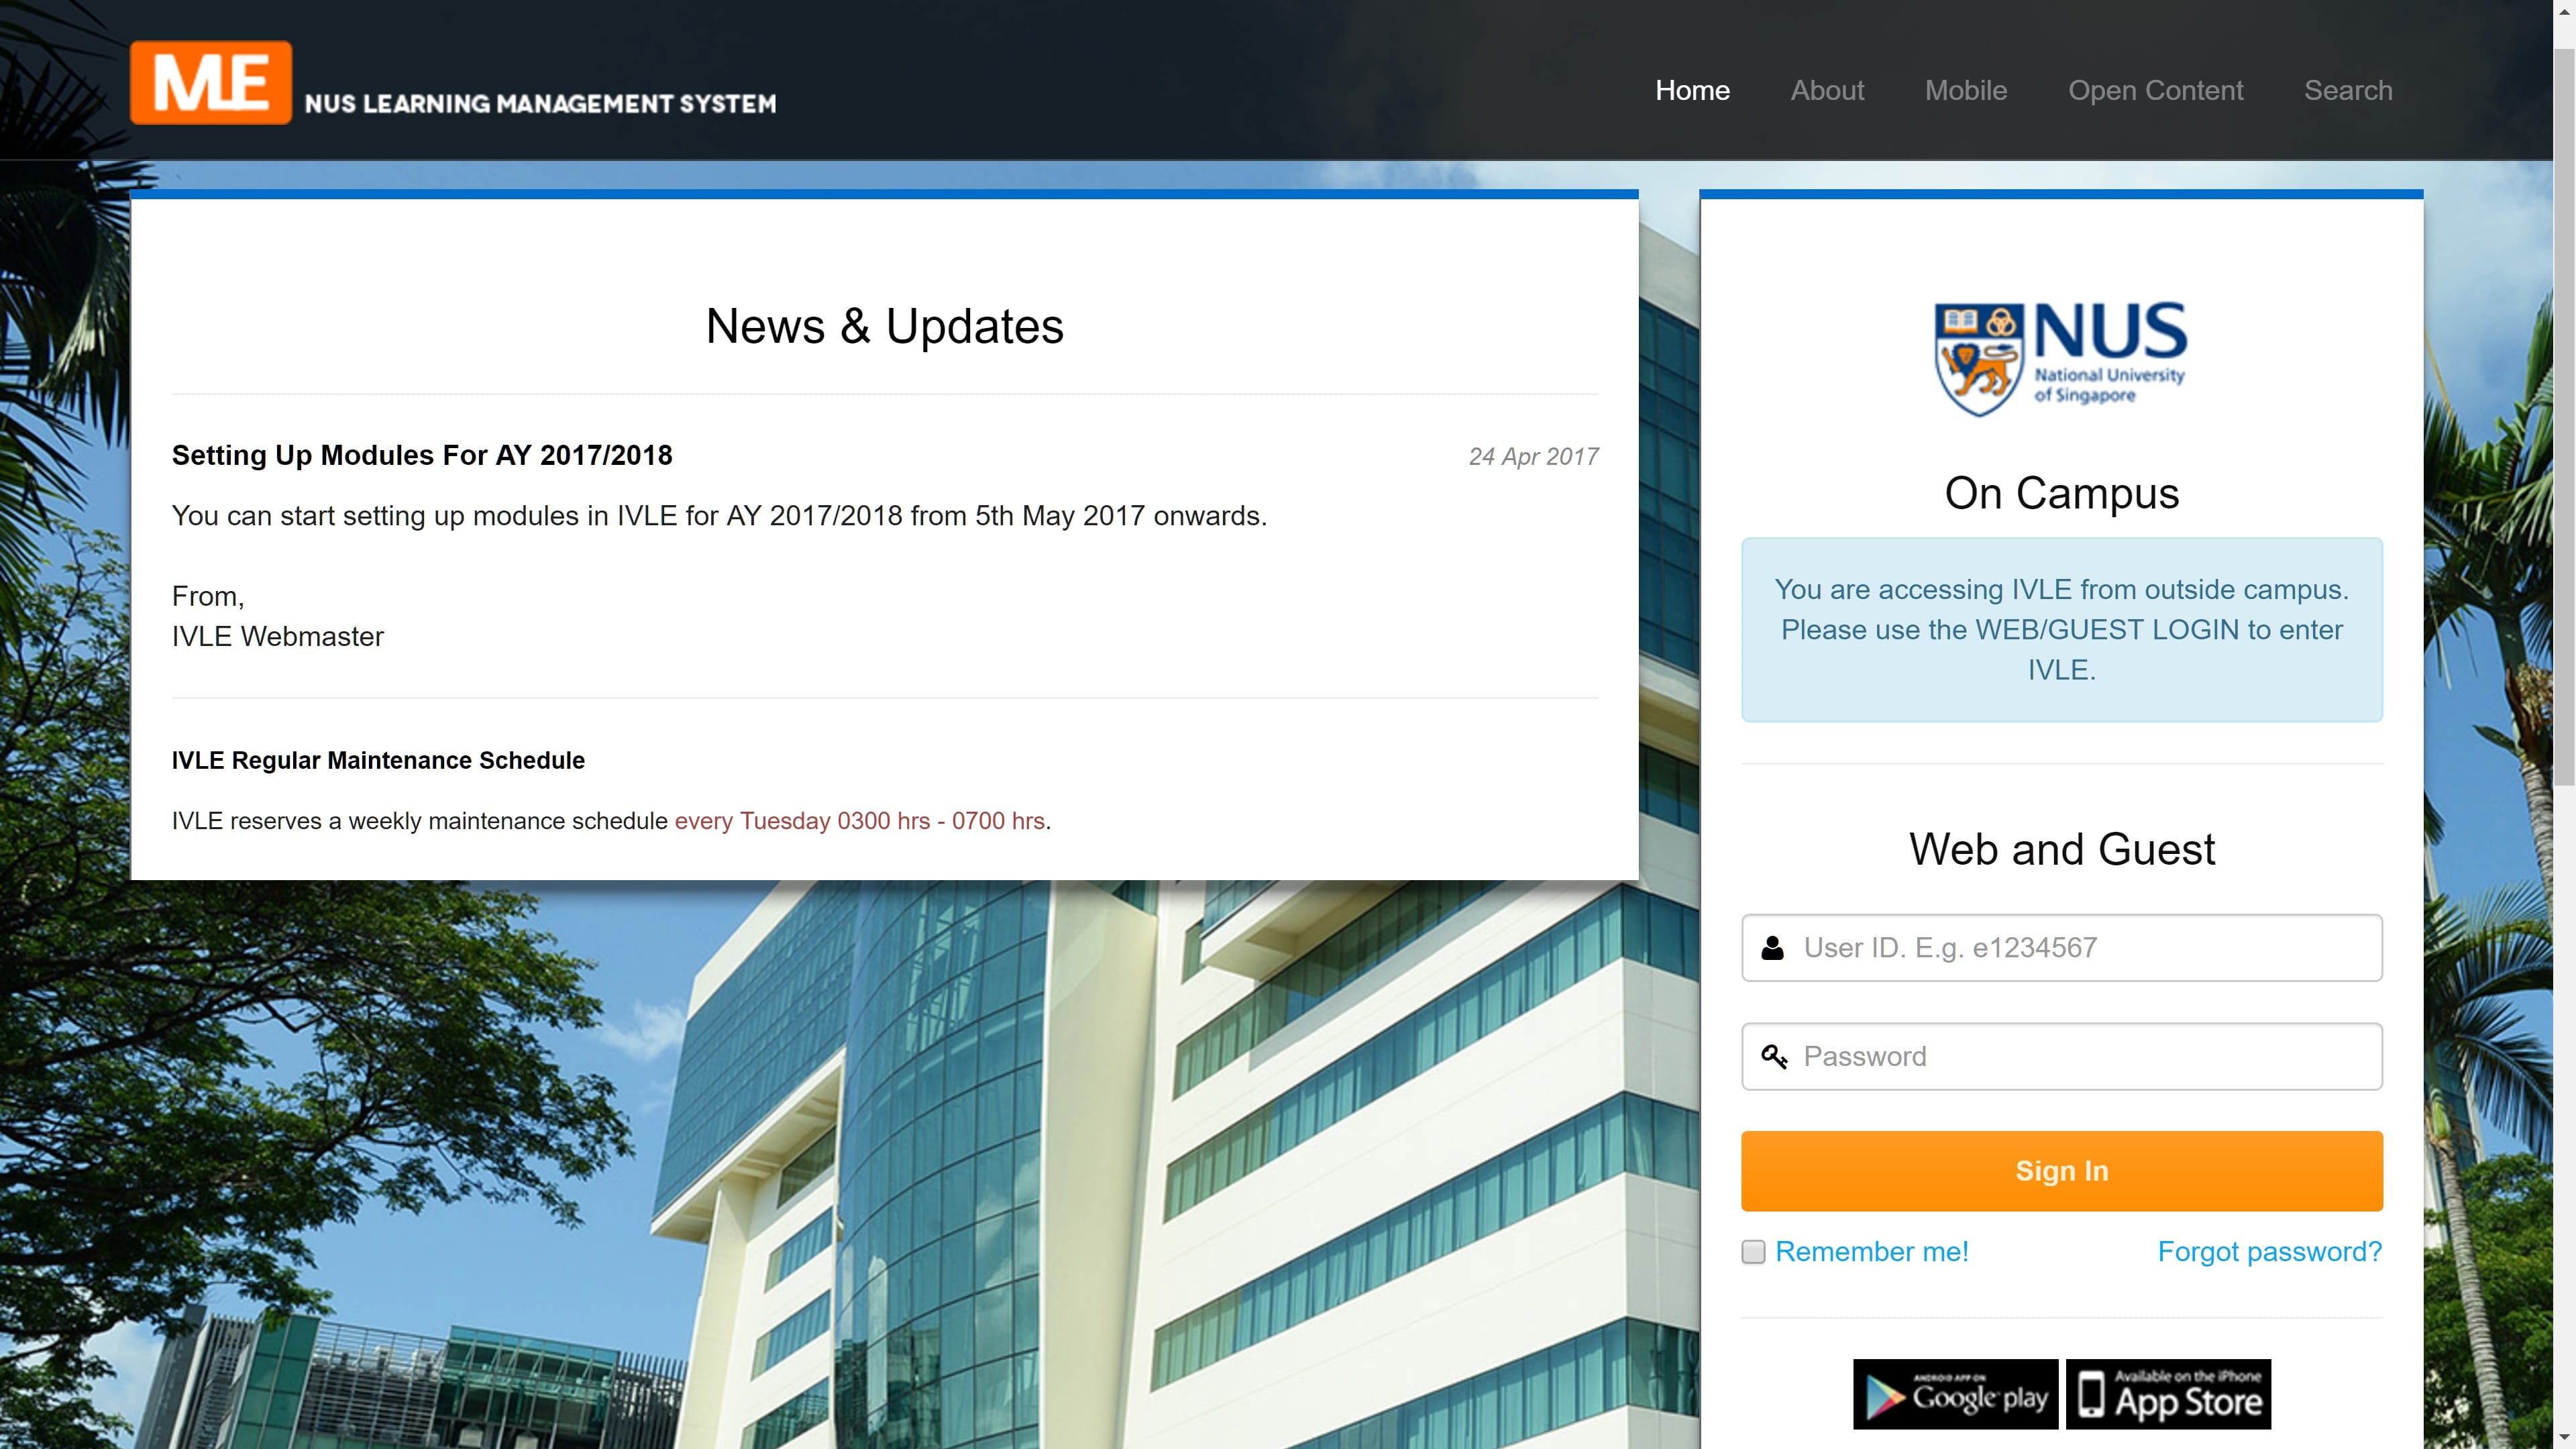 IVLE NUS LEARNING MANAGEMENT SYSTEM
Home About Mobile Open Content Search
News & Updates
Setting Up Modules For AY 2017/2018 24 Apr 2017
You can start setting up modules in IVLE for AY 2017/2018 from 5th May 2017 onwards.
From,
IVLE Webmaster
IVLE Regular Maintenance Schedule
IVLE reserves a weekly maintenance schedule every Tuesday 0300 hrs - 0700 hrs.
NUS
National University
of Singapore
On Campus
You are accessing IVLE from outside campus.
Please use the WEB/GUEST LOGIN to enter
IVLE.
Web and Guest
User ID. E.g. e1234567
Password
Sign In
Remember me! Forgot password?
ANDROID APP ON
Google play
Available on the iPhone
App Store